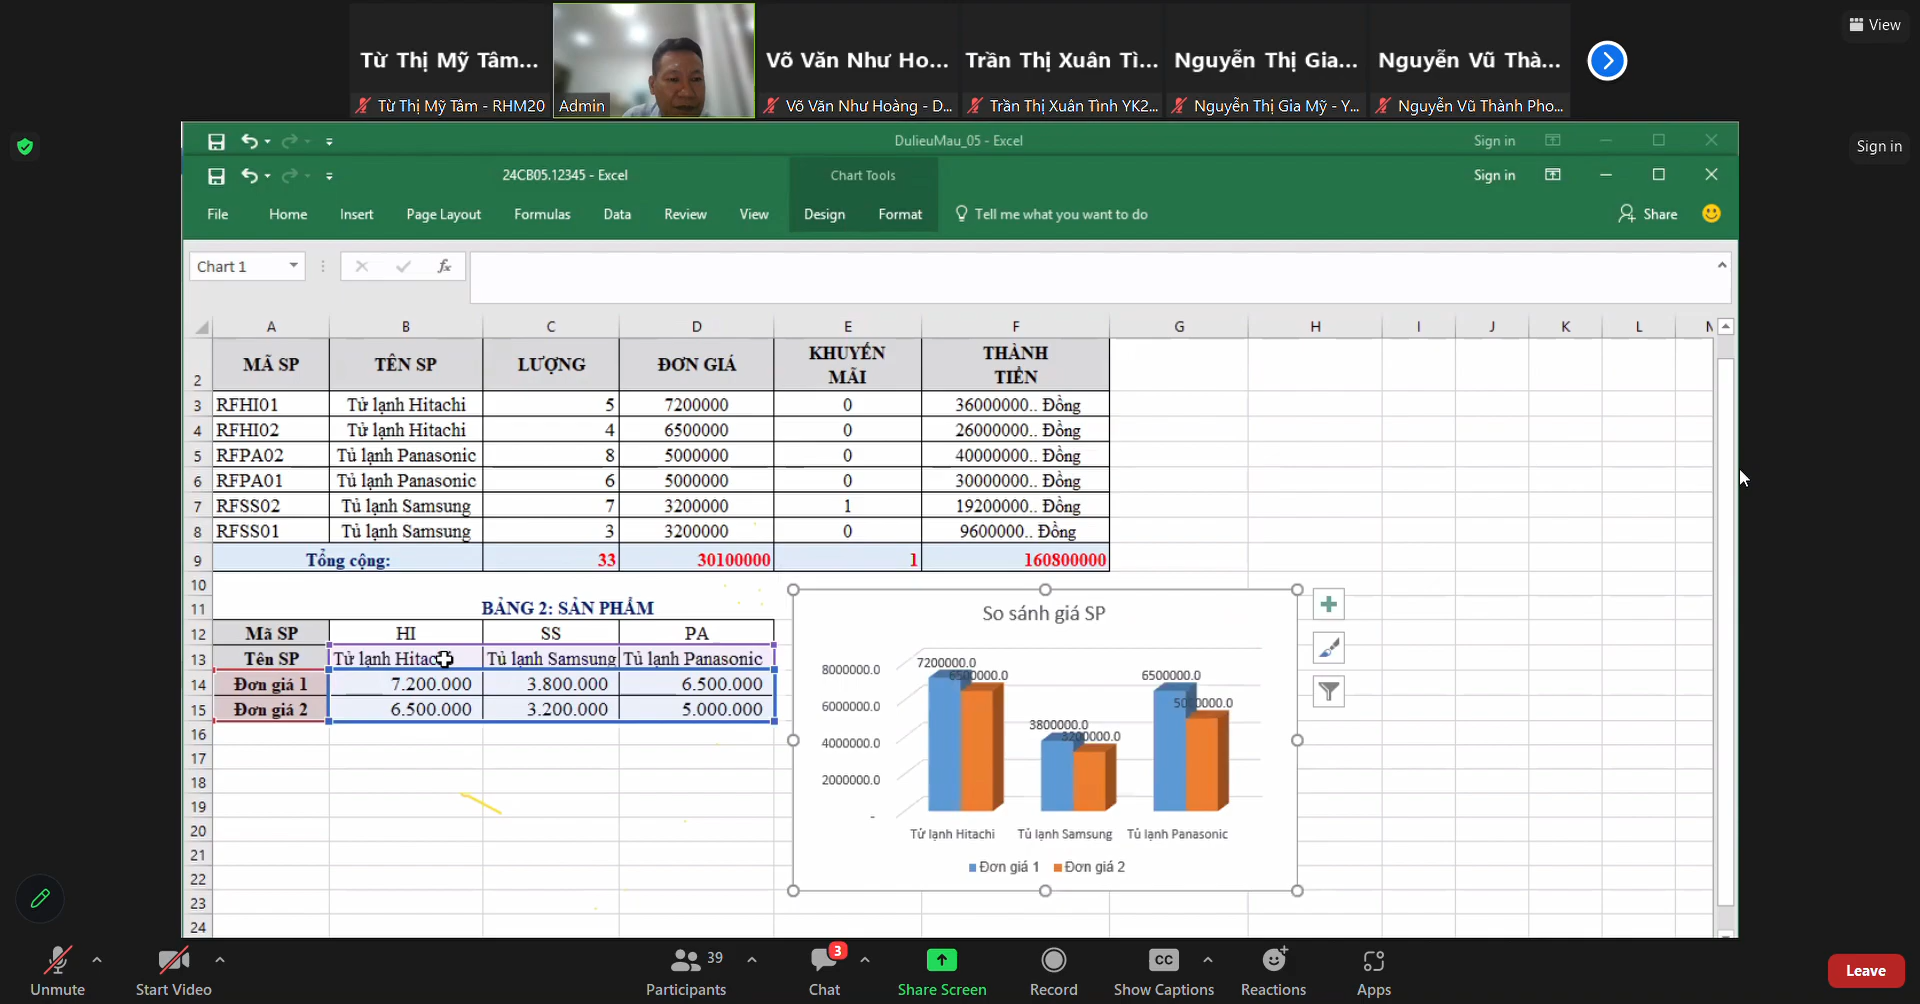 Từ Thị Mỹ Tâm... Võ Văn Như Ho... Trần Thị Xuân Tì... Nguyễn Thị Gia... Nguyễn Vũ Thà... View
Từ Thị Mỹ Tâm - RHM20 Admin Võ Văn Như Hoàng - D... Trần Thị Xuân Tình YK2... Nguyễn Thị Gia Mỹ - Y... Nguyễn Vũ Thành Pho...
DulieuMau_05 - Excel Sign in
Sign in
24CB05.12345 - Excel Chart Tools Sign in
File Home Insert Page Layout Formulas Data Review View Design Format Tell me what you want to do Share
Chart 1 fx
A B C D E F G H I J K L
2 MÃ SP TÊN SP LƯỢNG ĐƠN GIÁ KHUYẾN MÃI THÀNH TIỀN
3 RFHI01 Tử lạnh Hitachi 5 7200000 0 36000000.. Đồng
4 RFHI02 Tử lạnh Hitachi 4 6500000 0 26000000.. Đồng
5 RFPA02 Tủ lạnh Panasonic 8 5000000 0 40000000.. Đồng
6 RFPA01 Tủ lạnh Panasonic 6 5000000 0 30000000.. Đồng
7 RFSS02 Tủ lạnh Samsung 7 3200000 1 19200000.. Đồng
8 RFSS01 Tủ lạnh Samsung 3 3200000 0 9600000.. Đồng
9 Tổng cộng: 33 30100000 1 160800000
10
11 BẢNG 2: SẢN PHẨM
12 Mã SP HI SS PA
13 Tên SP Tử lạnh Tủ lạnh Samsung Tủ lạnh Panasonic
14 Đơn giá 1 7.200.000 3.800.000 6.500.000
15 Đơn giá 2 6.500.000 3.200.000 5.000.000
16
17
18
19
20
21
22
23
24
So sánh giá SP
8000000.0
6000000.0
4000000.0
2000000.0
-
7200000.0 6500000.0
6500000.0 5000000.0
3800000.0 3200000.0
Tử lạnh Hitachi Tủ lạnh Samsung Tủ lạnh Panasonic
Đơn giá 1 Đơn giá 2
39 3 CC
Unmute Start Video Participants Chat Share Screen Record Show Captions Reactions Apps Leave